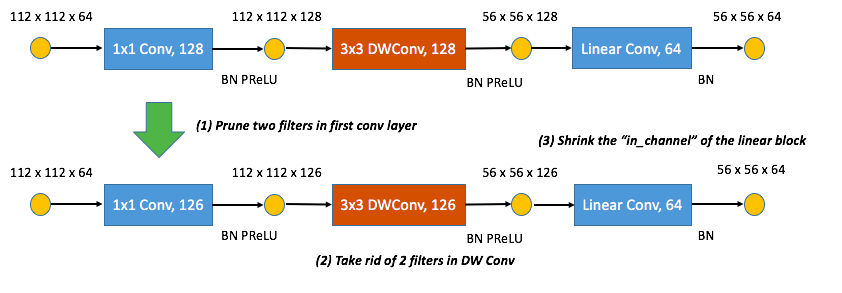 112 x 112 x 64
112 x 112 x 128
56 x 56 x 128
56 x 56 x 64
1x1 Conv, 128
3x3 DWConv, 128
Linear Conv, 64
BN PReLU
BN PReLU
BN
(1) Prune two filters in first conv layer
(3) Shrink the “in_channel” of the linear block
112 x 112 x 64
112 x 112 x 126
56 x 56 x 126
56 x 56 x 64
1x1 Conv, 126
3x3 DWConv, 126
Linear Conv, 64
BN PReLU
BN PReLU
BN
(2) Take rid of 2 filters in DW Conv